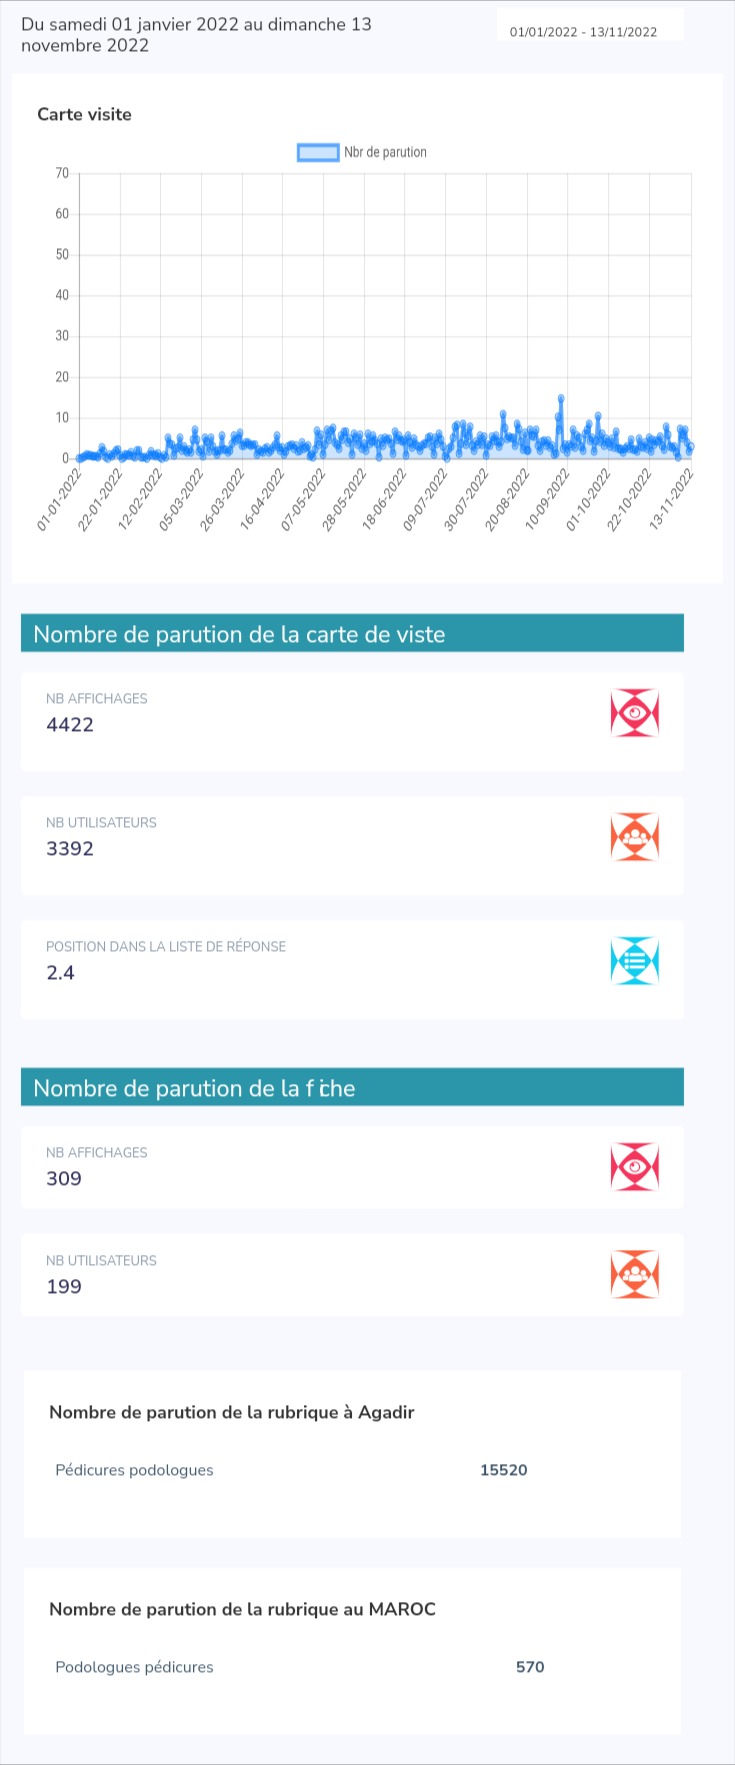 Du samedi 01 janvier 2022 au dimanche 13
novembre 2022
01/01/2022 - 13/11/2022
Carte visite
Nbr de parution
70
60
50
40
30
20
10
0
01-01-2022
22-01-2022
12-02-2022
05-03-2022
26-03-2022
16-04-2022
07-05-2022
28-05-2022
18-06-2022
09-07-2022
30-07-2022
20-08-2022
10-09-2022
01-10-2022
22-10-2022
13-11-2022
Nombre de parution de la carte de viste
NB AFFICHAGES
4422
NB UTILISATEURS
3392
POSITION DANS LA LISTE DE RÉPONSE
2.4
Nombre de parution de la fiche
NB AFFICHAGES
309
NB UTILISATEURS
199
Nombre de parution de la rubrique à Agadir
Pédicures podologues 15520
Nombre de parution de la rubrique au MAROC
Podologues pédicures 570